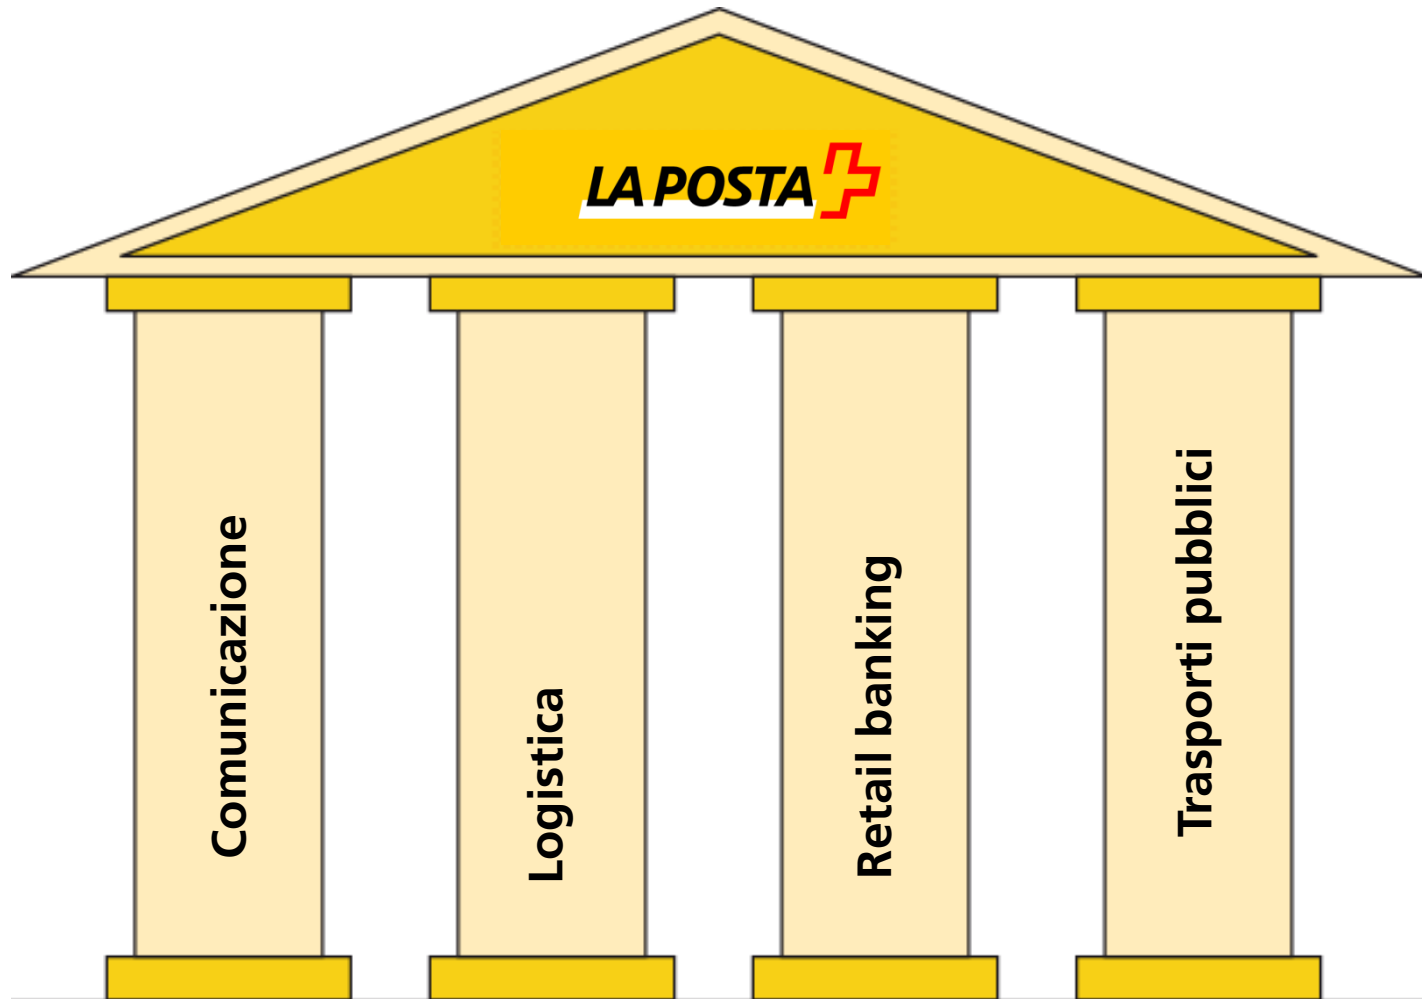 LA POSTA
Comunicazione
Logistica
Retail banking
Trasporti pubblici